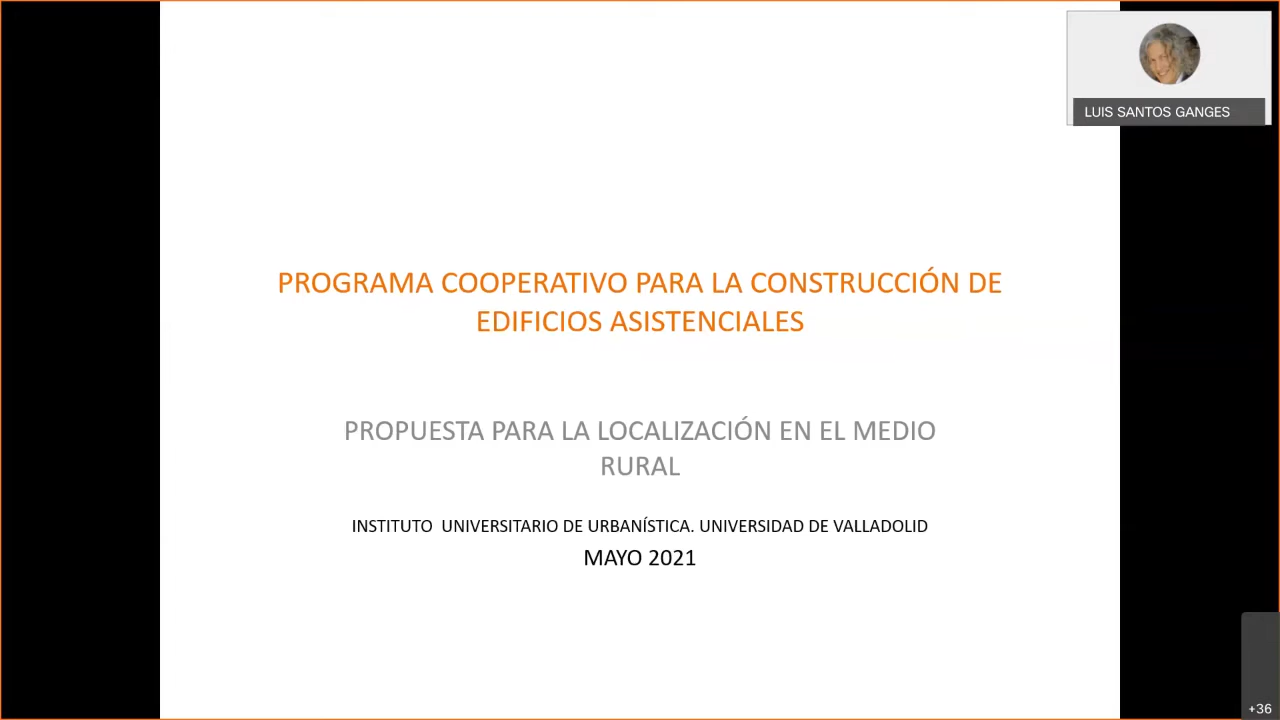 LUIS SANTOS GANGES
PROGRAMA COOPERATIVO PARA LA CONSTRUCCIÓN DE
EDIFICIOS ASISTENCIALES
PROPUESTA PARA LA LOCALIZACIÓN EN EL MEDIO
RURAL
INSTITUTO  UNIVERSITARIO DE URBANÍSTICA. UNIVERSIDAD DE VALLADOLID
MAYO 2021
+36